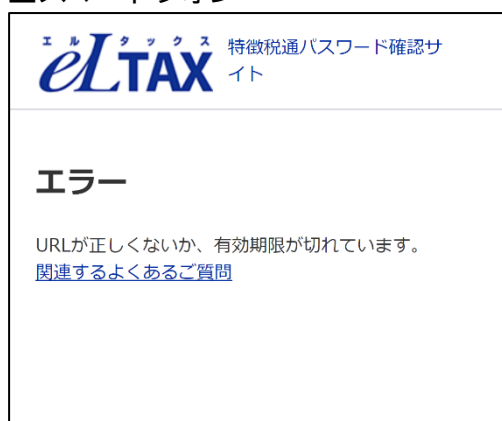 エルタックス
eLTAX
特徴税通パスワード確認サ
イト
エラー
URLが正しくないか、有効期限が切れています。
関連するよくあるご質問